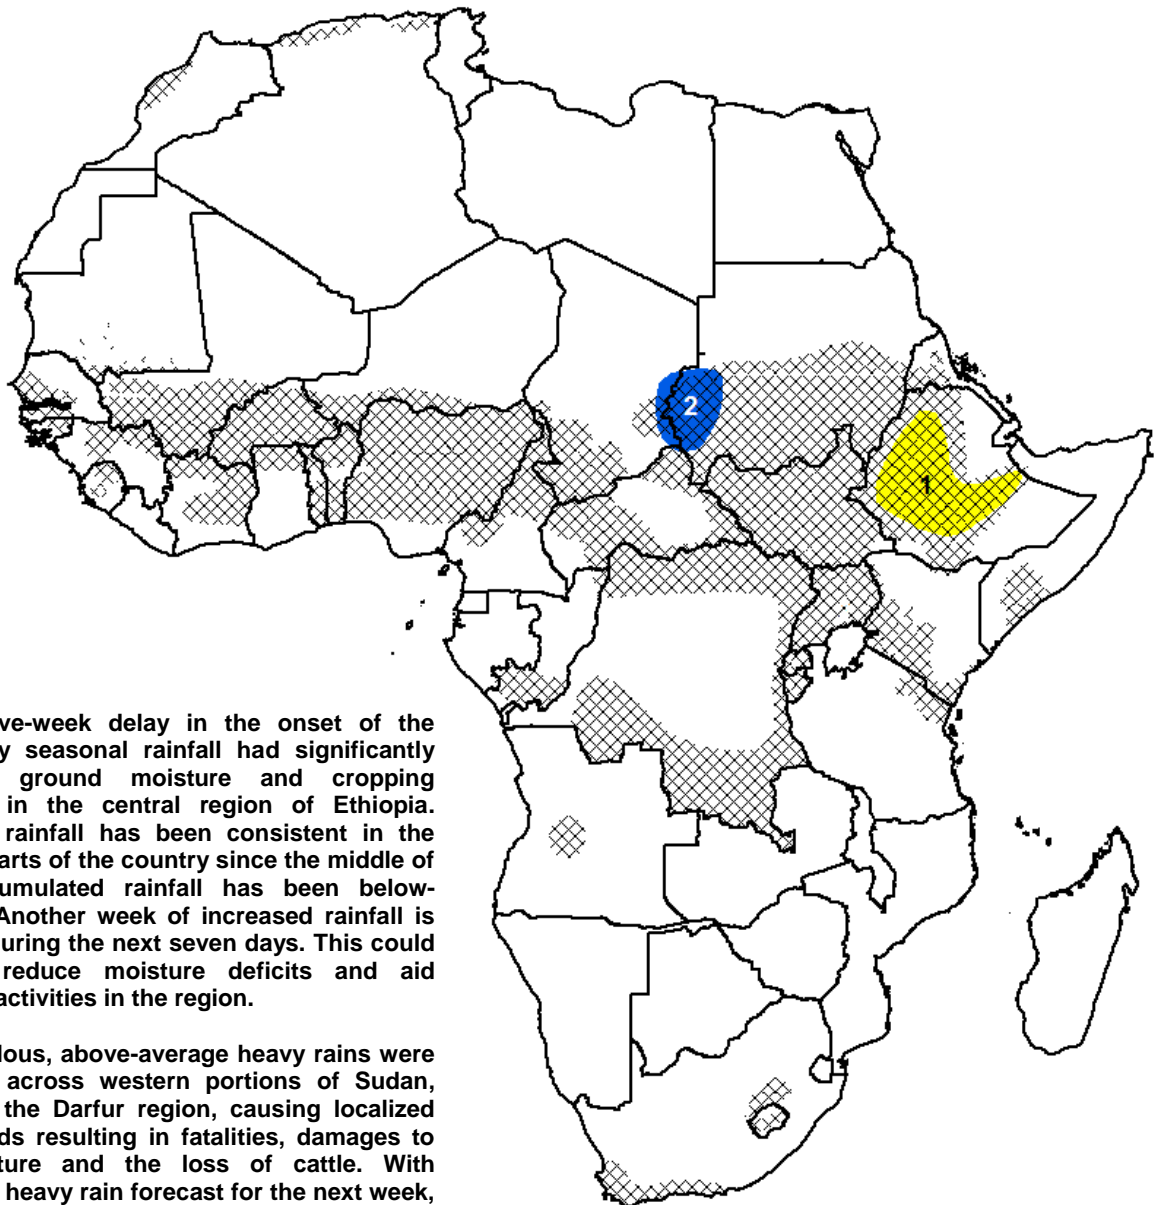 2
1
ve-week delay in the onset of the
y seasonal rainfall had significantly
ground moisture and cropping
in the central region of Ethiopia.
rainfall has been consistent in the
arts of the country since the middle of
umulated rainfall has been below-
Another week of increased rainfall is
uring the next seven days. This could
reduce moisture deficits and aid
activities in the region.
lous, above-average heavy rains were
across western portions of Sudan,
the Darfur region, causing localized
ds resulting in fatalities, damages to
ture and the loss of cattle. With
heavy rain forecast for the next week,